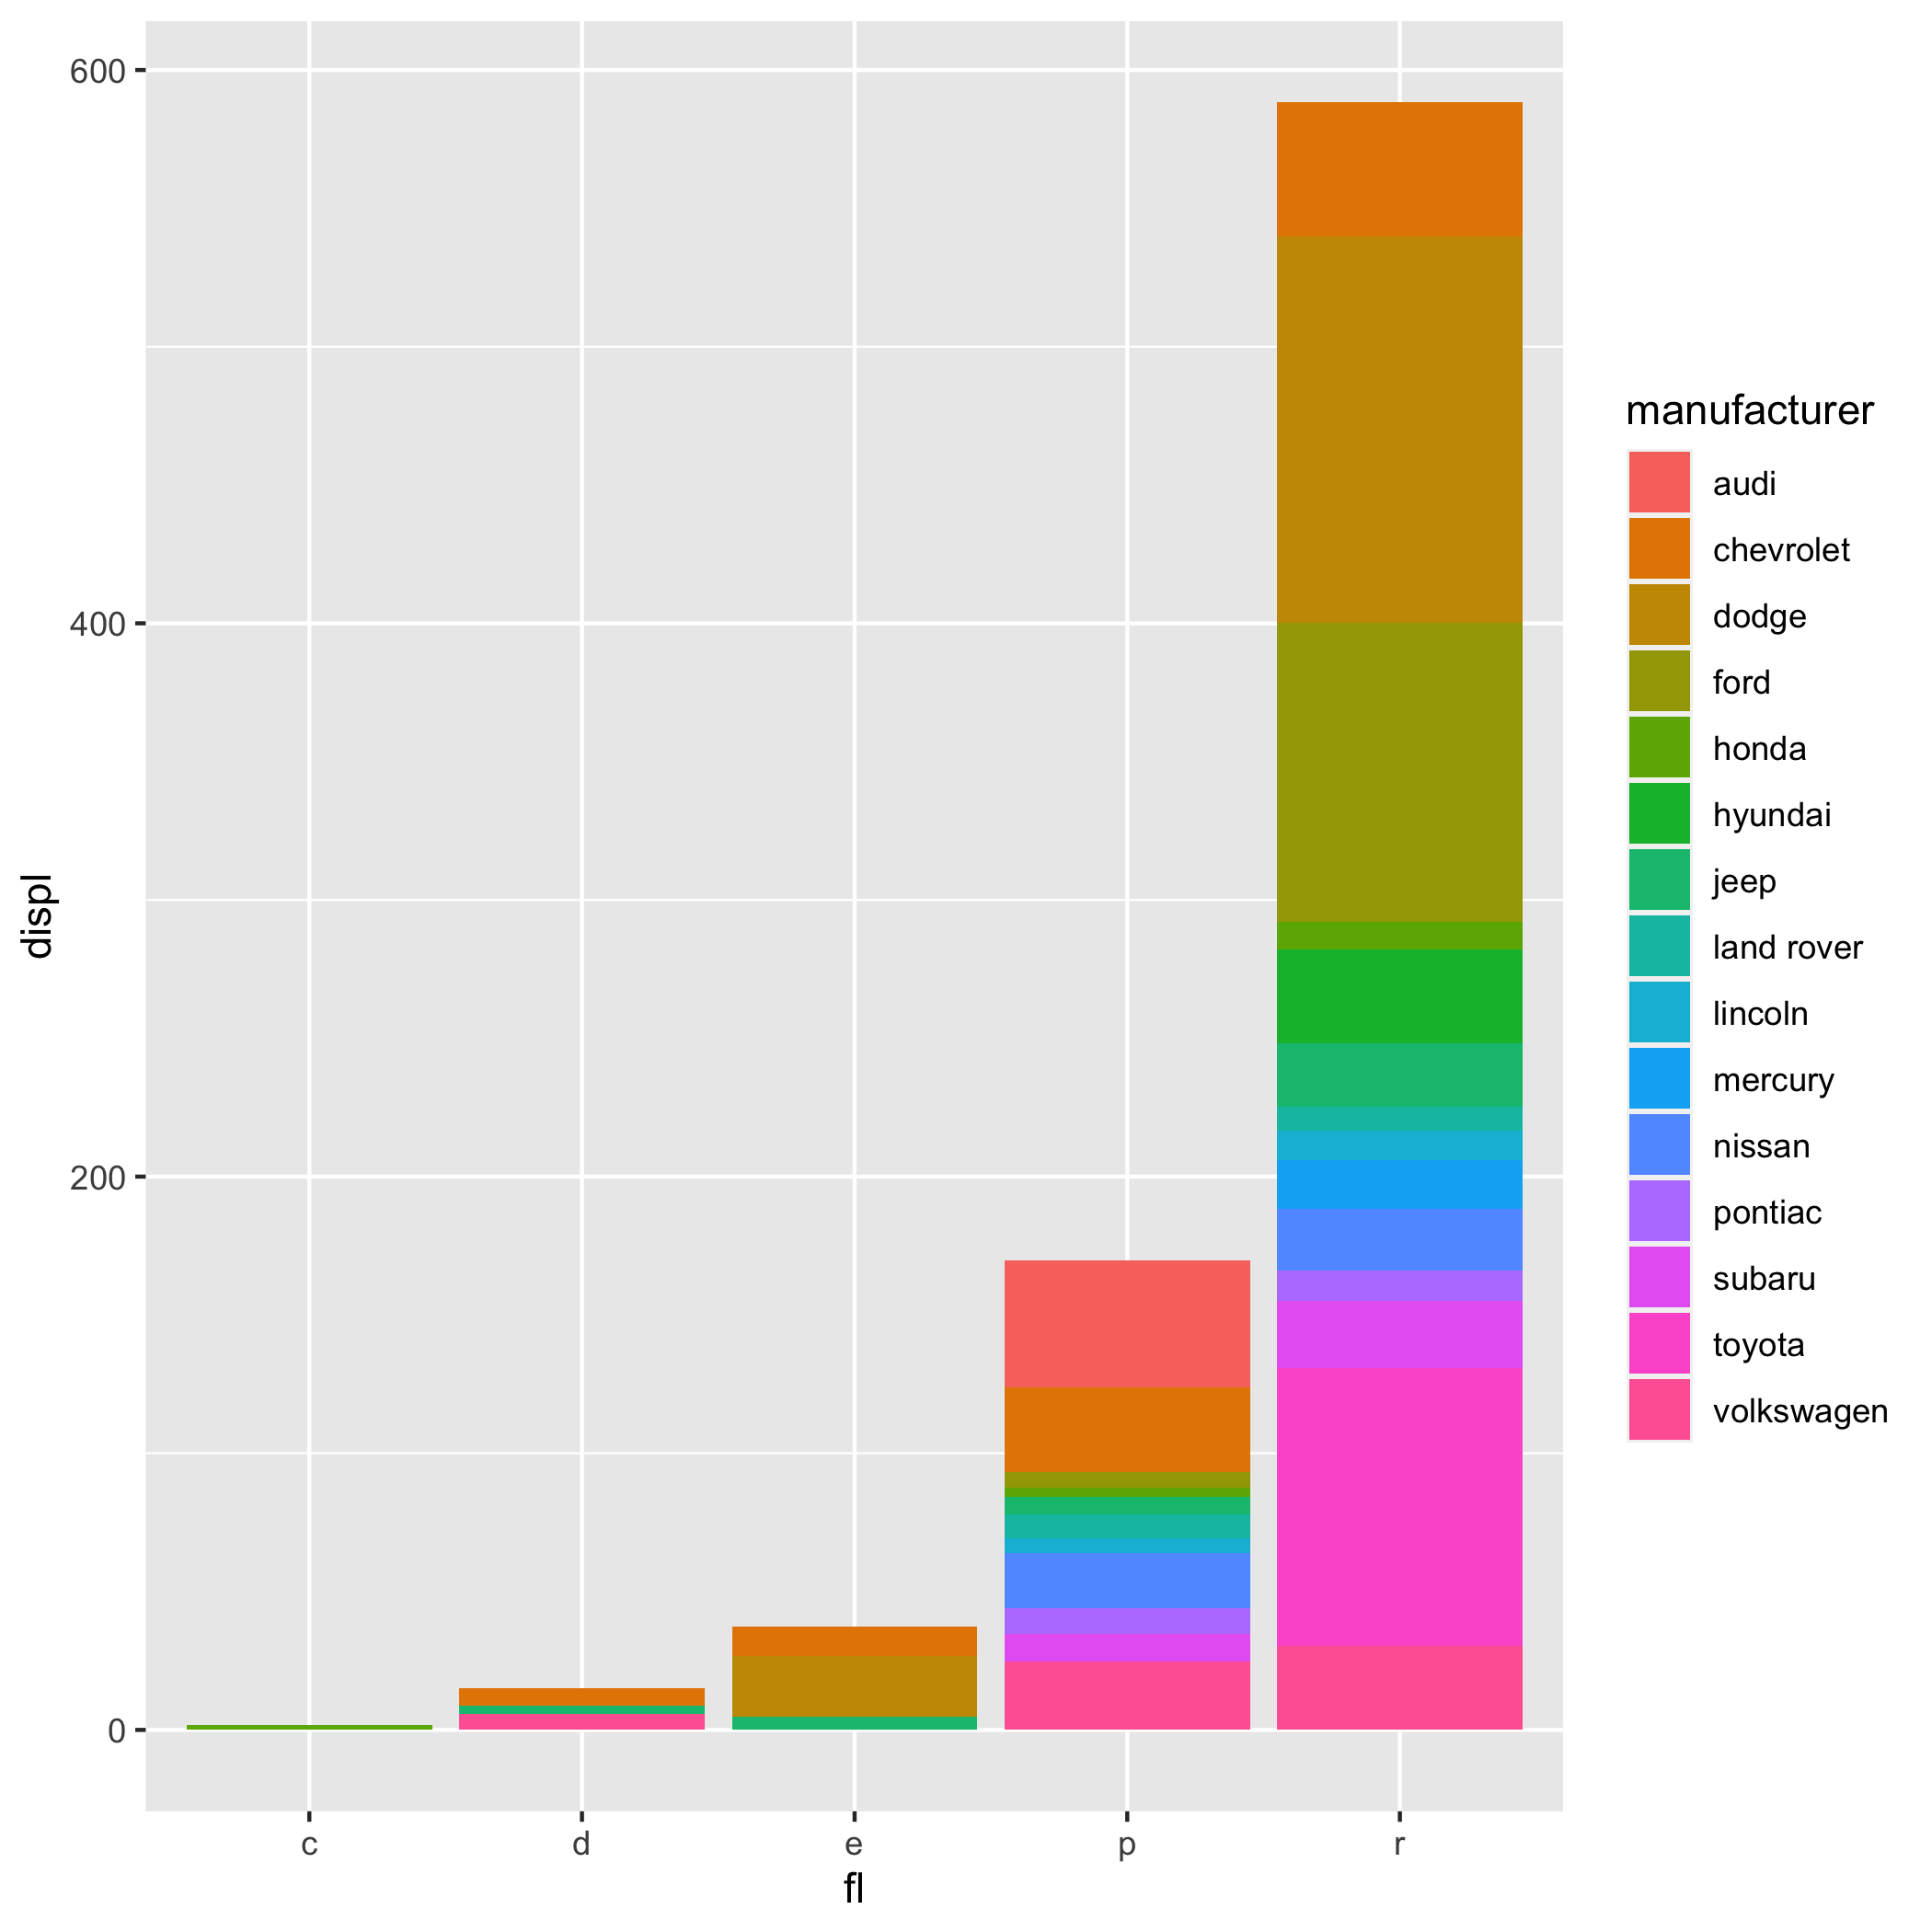 600
400
200
0
displ
c
d
e
p
r
fl
manufacturer
audi
chevrolet
dodge
ford
honda
hyundai
jeep
land rover
lincoln
mercury
nissan
pontiac
subaru
toyota
volkswagen